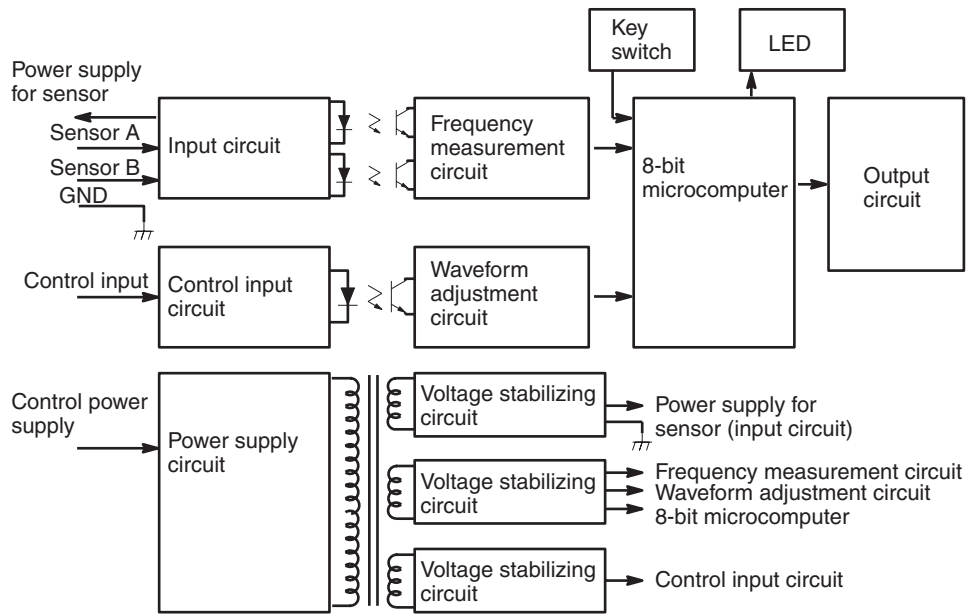 Key
switch
LED
Power supply
for sensor
Sensor A
Sensor B
GND
Input circuit
Frequency
measurement
circuit
8-bit
microcomputer
Output
circuit
Control input
Control input
circuit
Waveform
adjustment
circuit
Control power
supply
Power supply
circuit
Voltage stabilizing
circuit
Power supply for
sensor (input circuit)
Voltage stabilizing
circuit
Frequency measurement circuit
Waveform adjustment circuit
8-bit microcomputer
Voltage stabilizing
circuit
Control input circuit